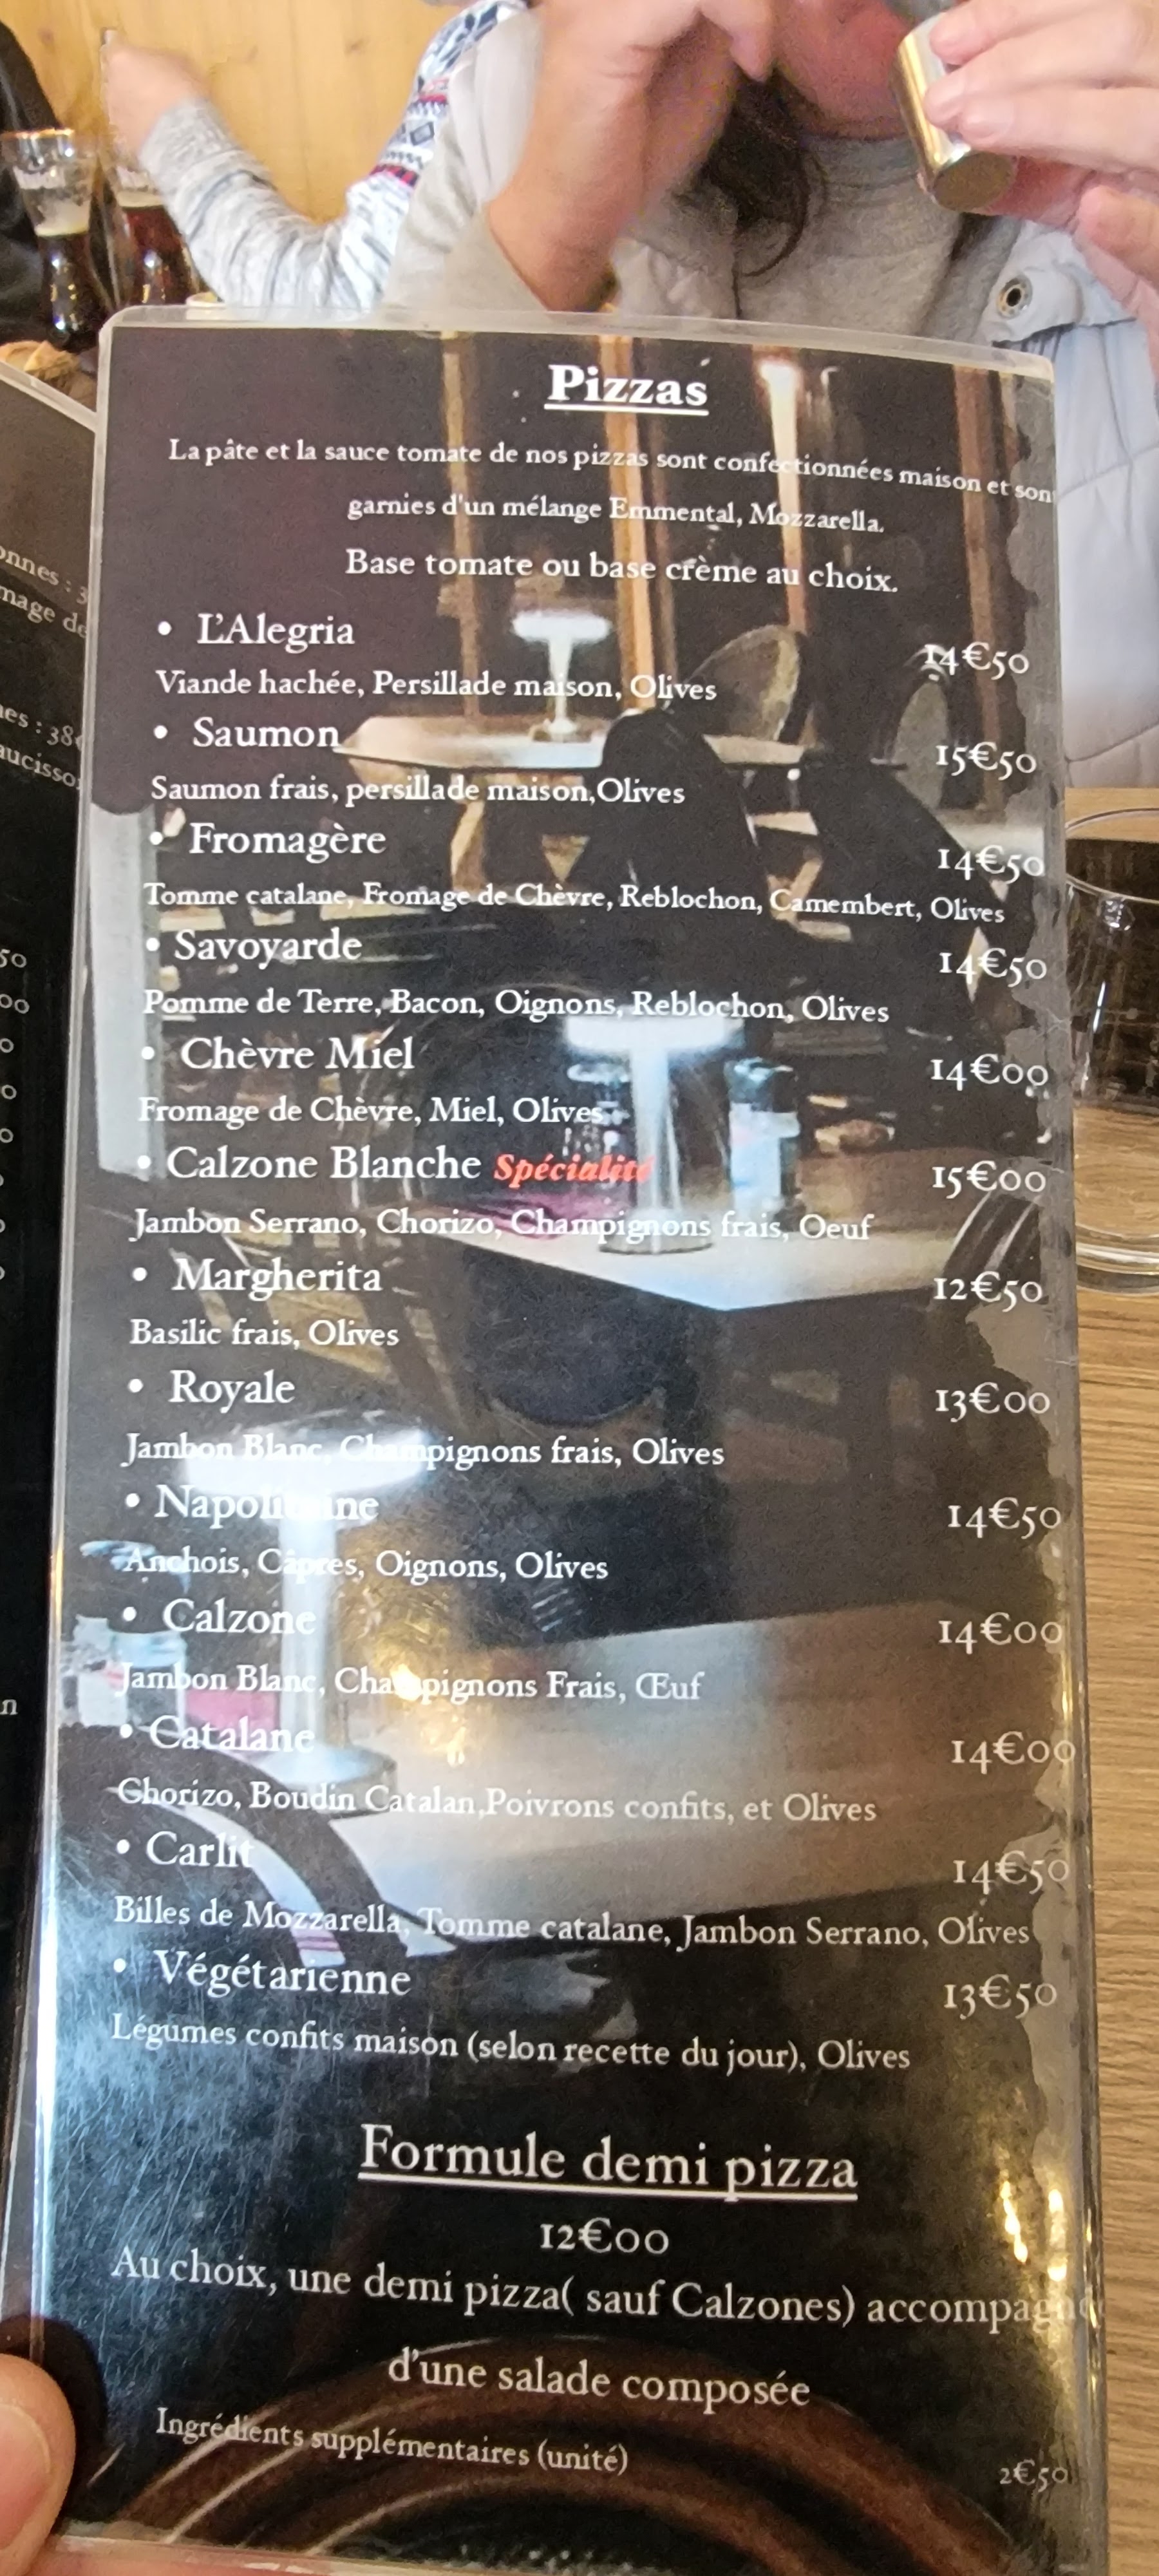 Pizzas
La pâte et la sauce tomate de nos pizzas sont confectionnées maison et son
garnies d'un mélange Emmental, Mozzarella.
Base tomate ou base crème au choix.
• L'Alegria 14€50
Viande hachée, Persillade maison, Olives
• Saumon 15€50
Saumon frais, persillade maison,Olives
• Fromagère 14€50
Tomme catalane, Fromage de Chèvre, Reblochon, Camembert, Olives
• Savoyarde 14€50
Pomme de Terre, Bacon, Oignons, Reblochon, Olives
• Chèvre Miel 14€00
Fromage de Chèvre, Miel, Olives
• Calzone Blanche Spécialité 15€00
Jambon Serrano, Chorizo, Champignons frais, Oeuf
• Margherita 12€50
Basilic frais, Olives
• Royale 13€00
Jambon Blanc, Champignons frais, Olives
• Napolitaine 14€50
Anchois, Câpres, Oignons, Olives
• Calzone 14€00
Jambon Blanc, Champignons Frais, Œuf
• Catalane 14€00
Chorizo, Boudin Catalan,Poivrons confits, et Olives
• Carlit 14€50
Billes de Mozzarella, Tomme catalane, Jambon Serrano, Olives
• Végétarienne 13€50
Légumes confits maison (selon recette du jour), Olives
Formule demi pizza
12€00
Au choix, une demi pizza( sauf Calzones) accompagn
d'une salade composée
Ingrédients supplémentaires (unité) 2€50